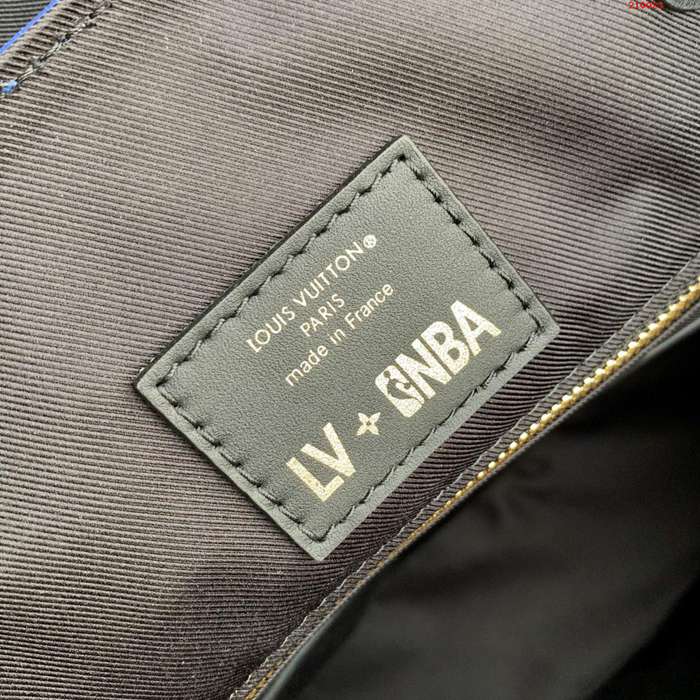 LOUIS VUITTON®
PARIS
made in France
LV NBA